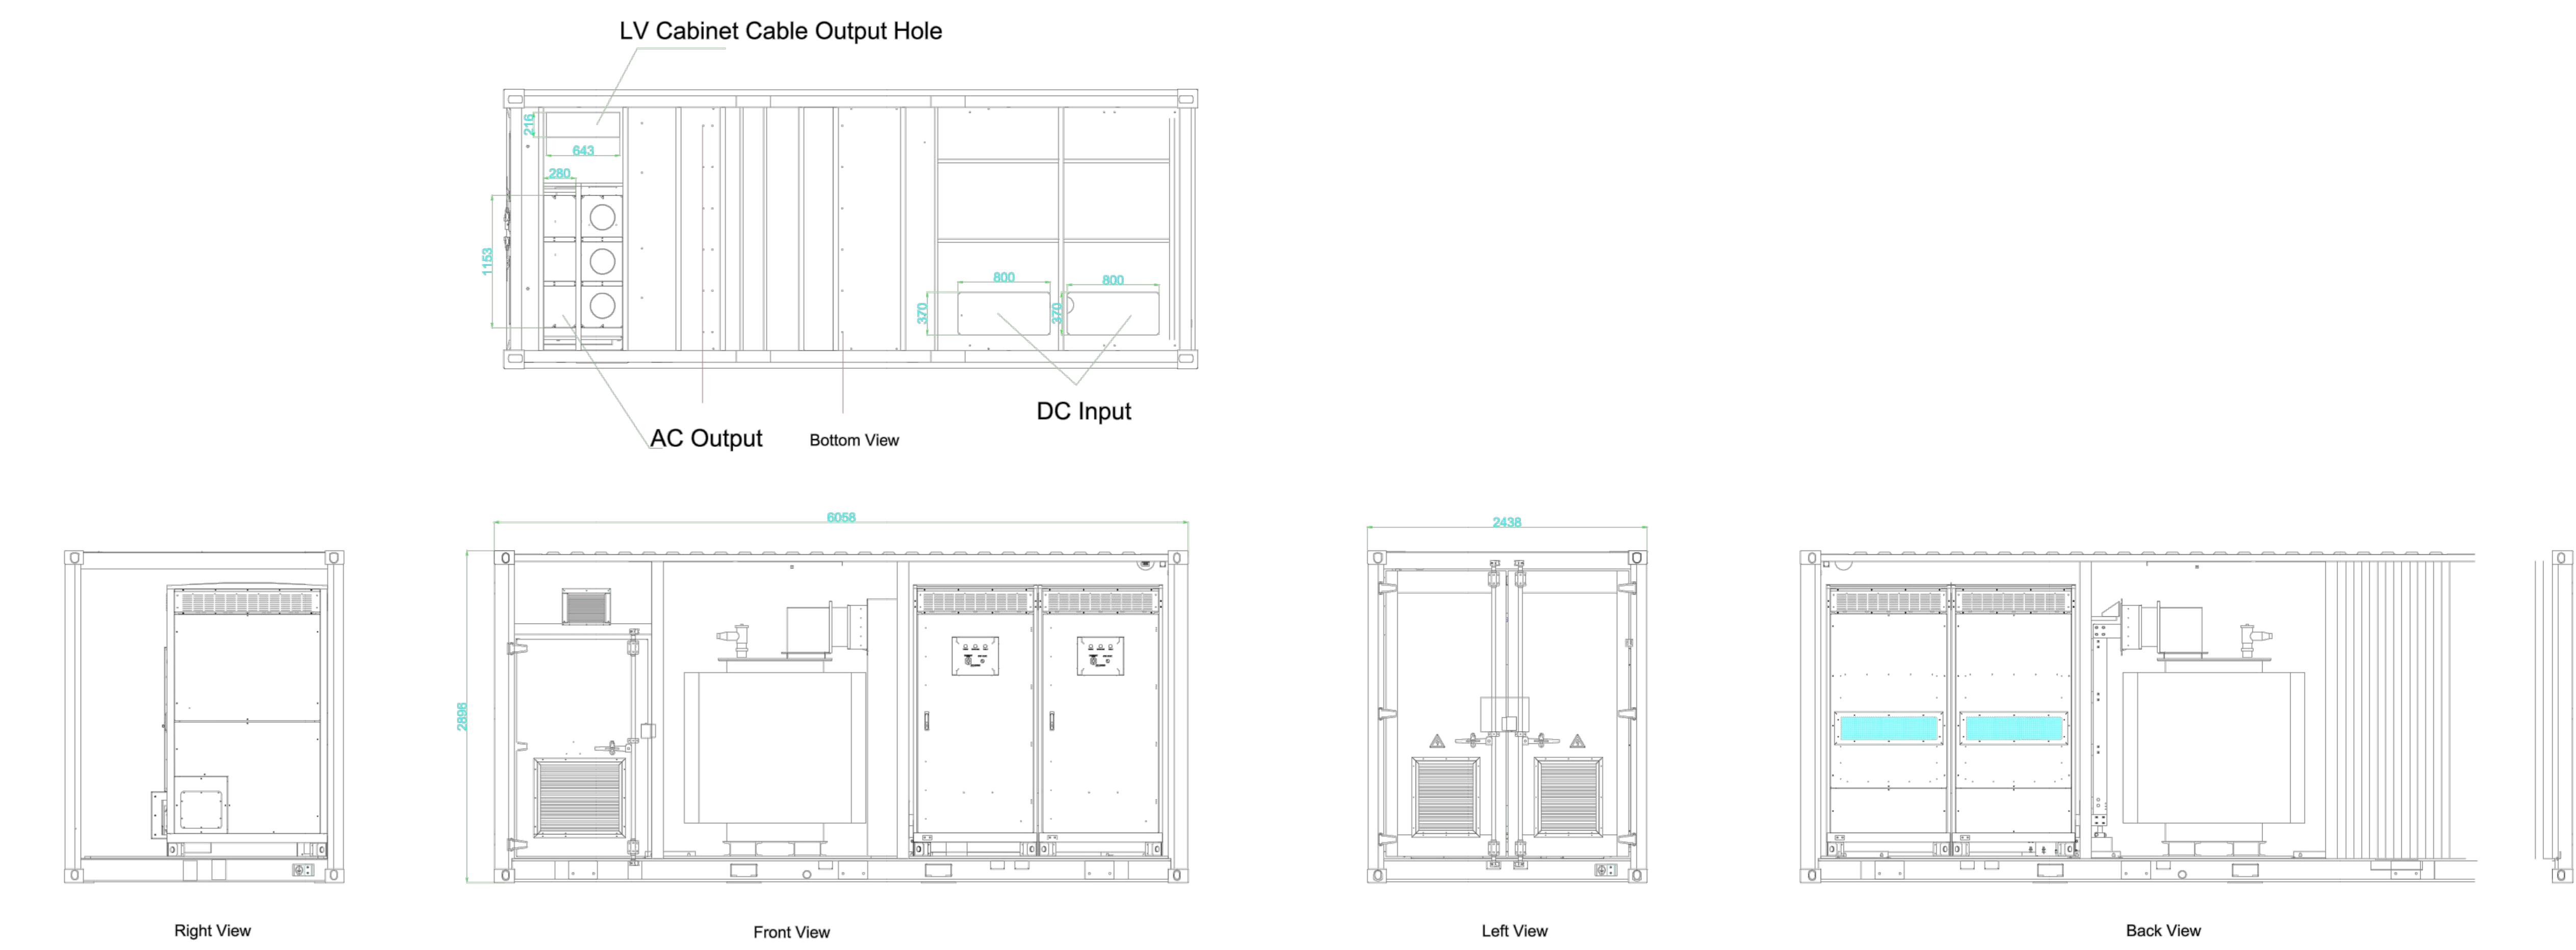 LV Cabinet Cable Output Hole
216
643
280
1153
800
800
370
370
DC Input
AC Output
Bottom View
6058
2438
2896
Right View
Front View
Left View
Back View